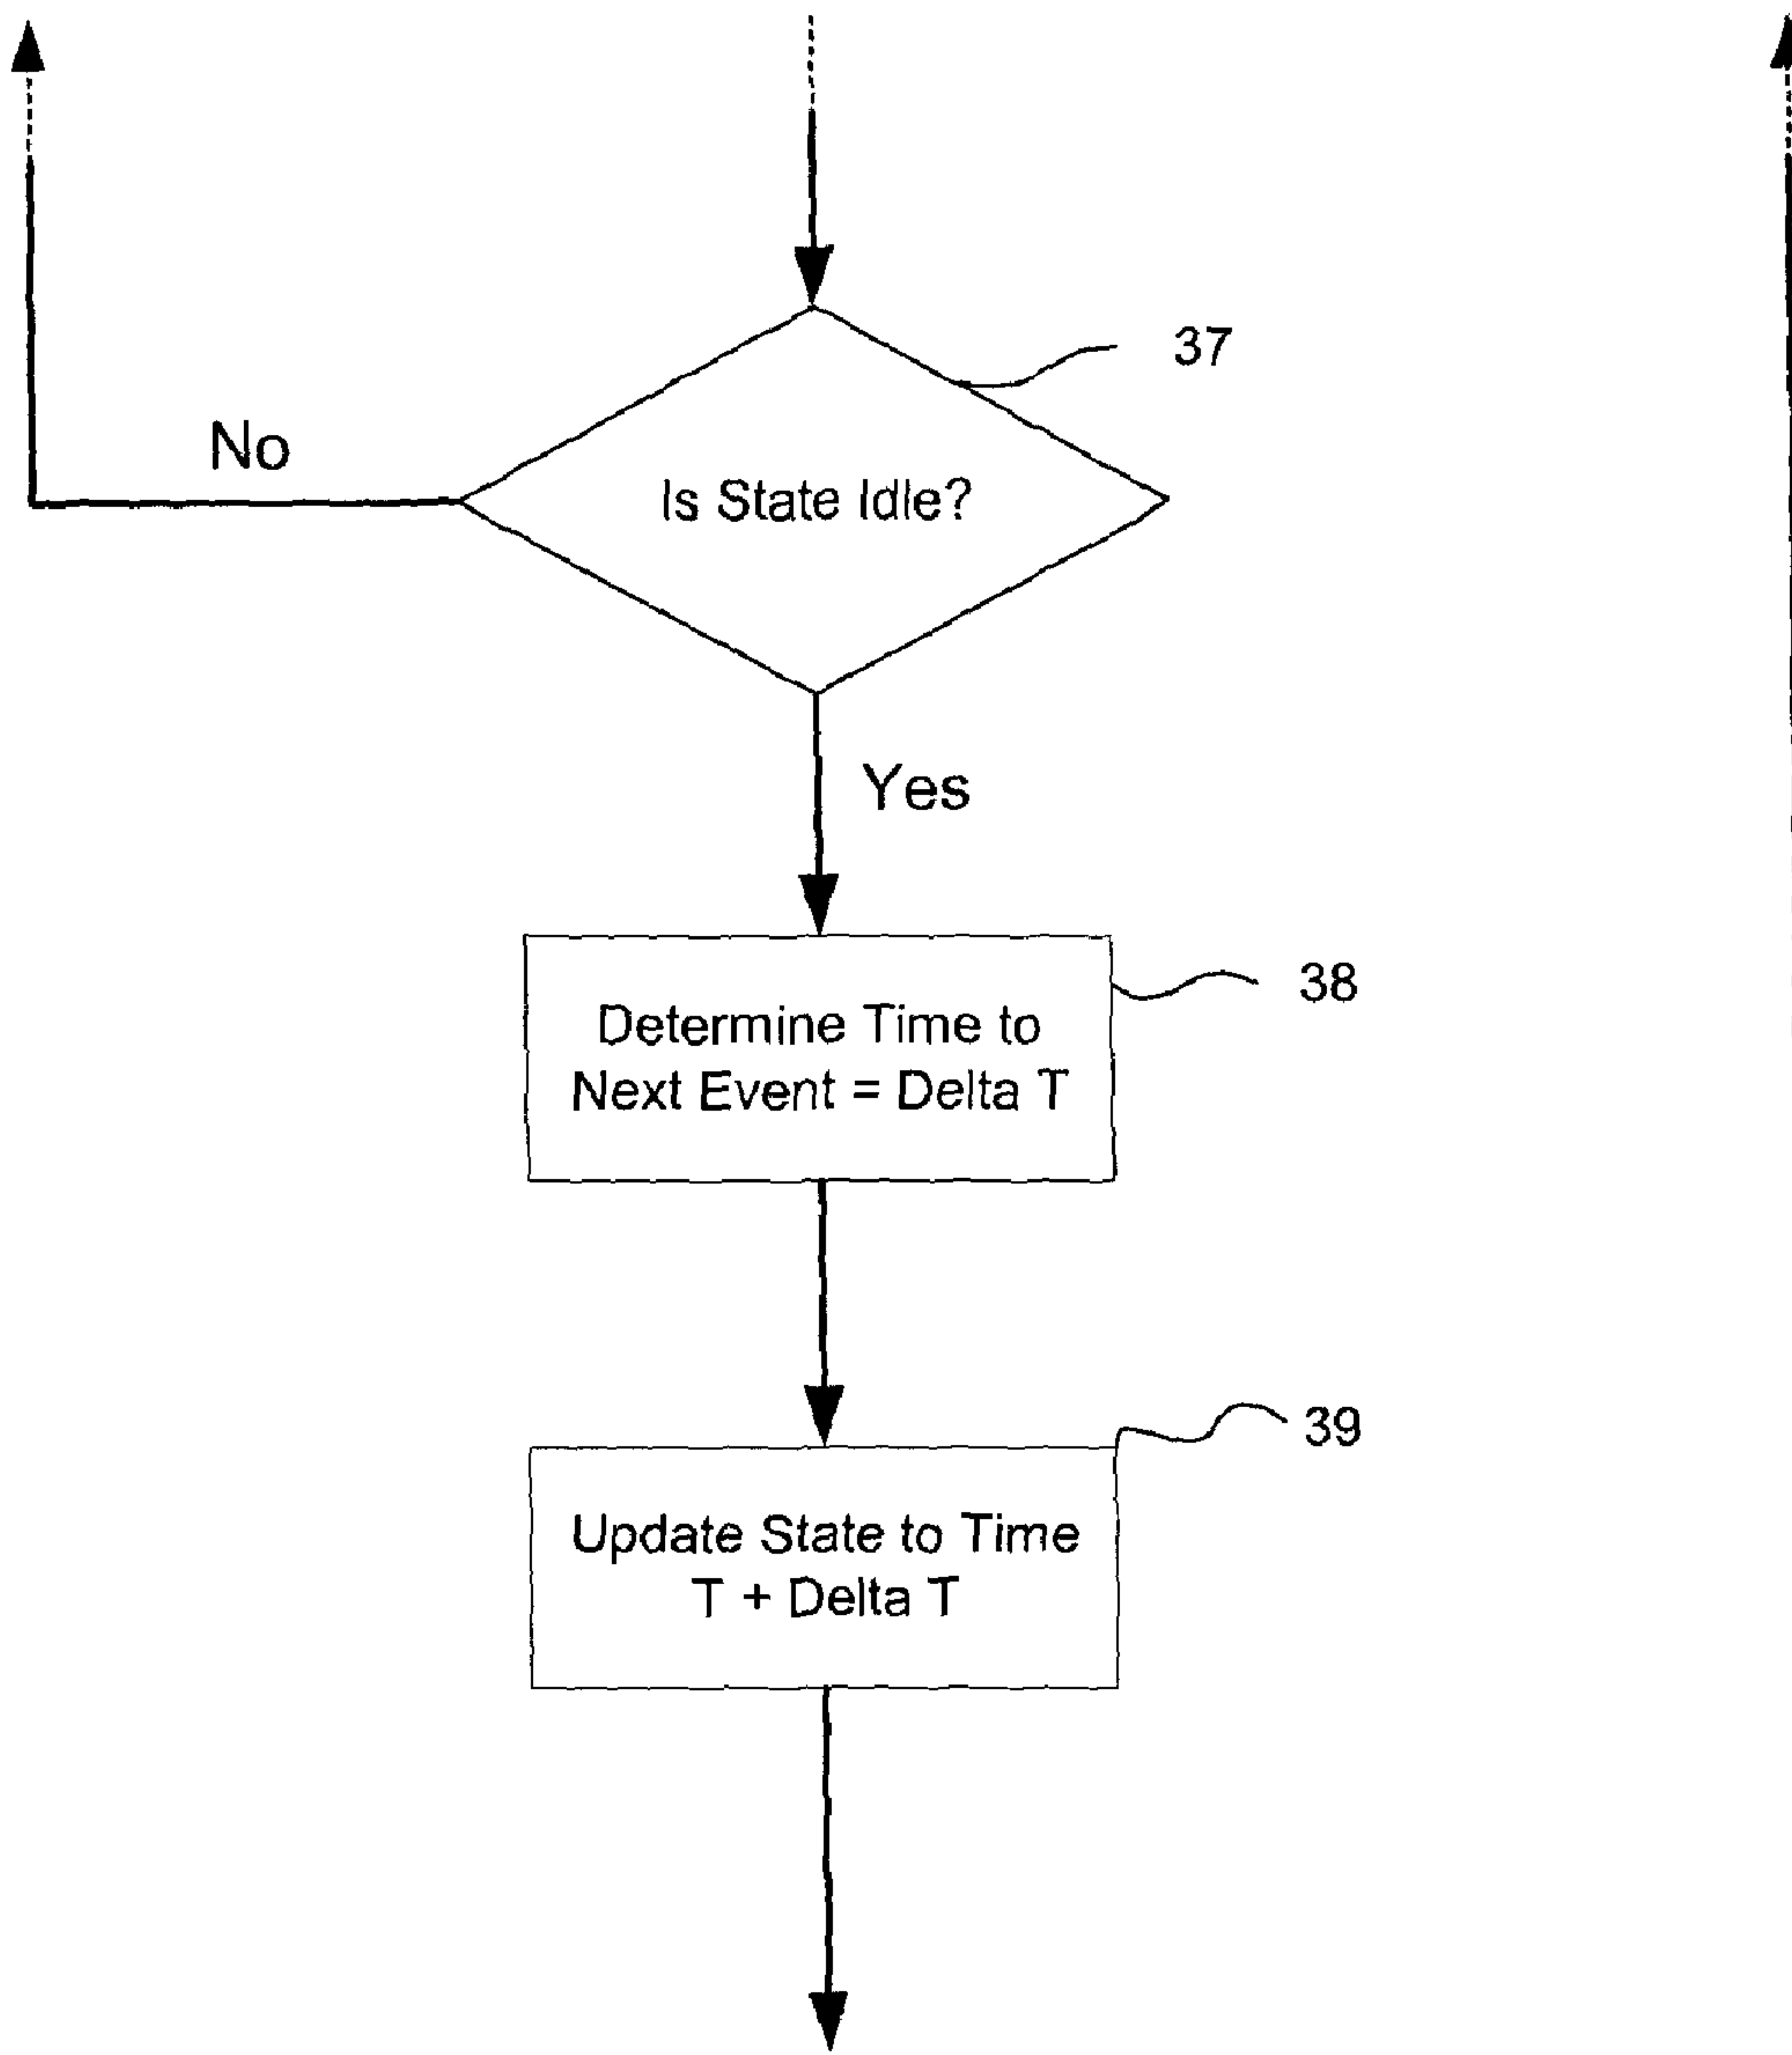 37
No
Is State Idle?
Yes
38
Determine Time to
Next Event = Delta T
39
Update State to Time
T + Delta T